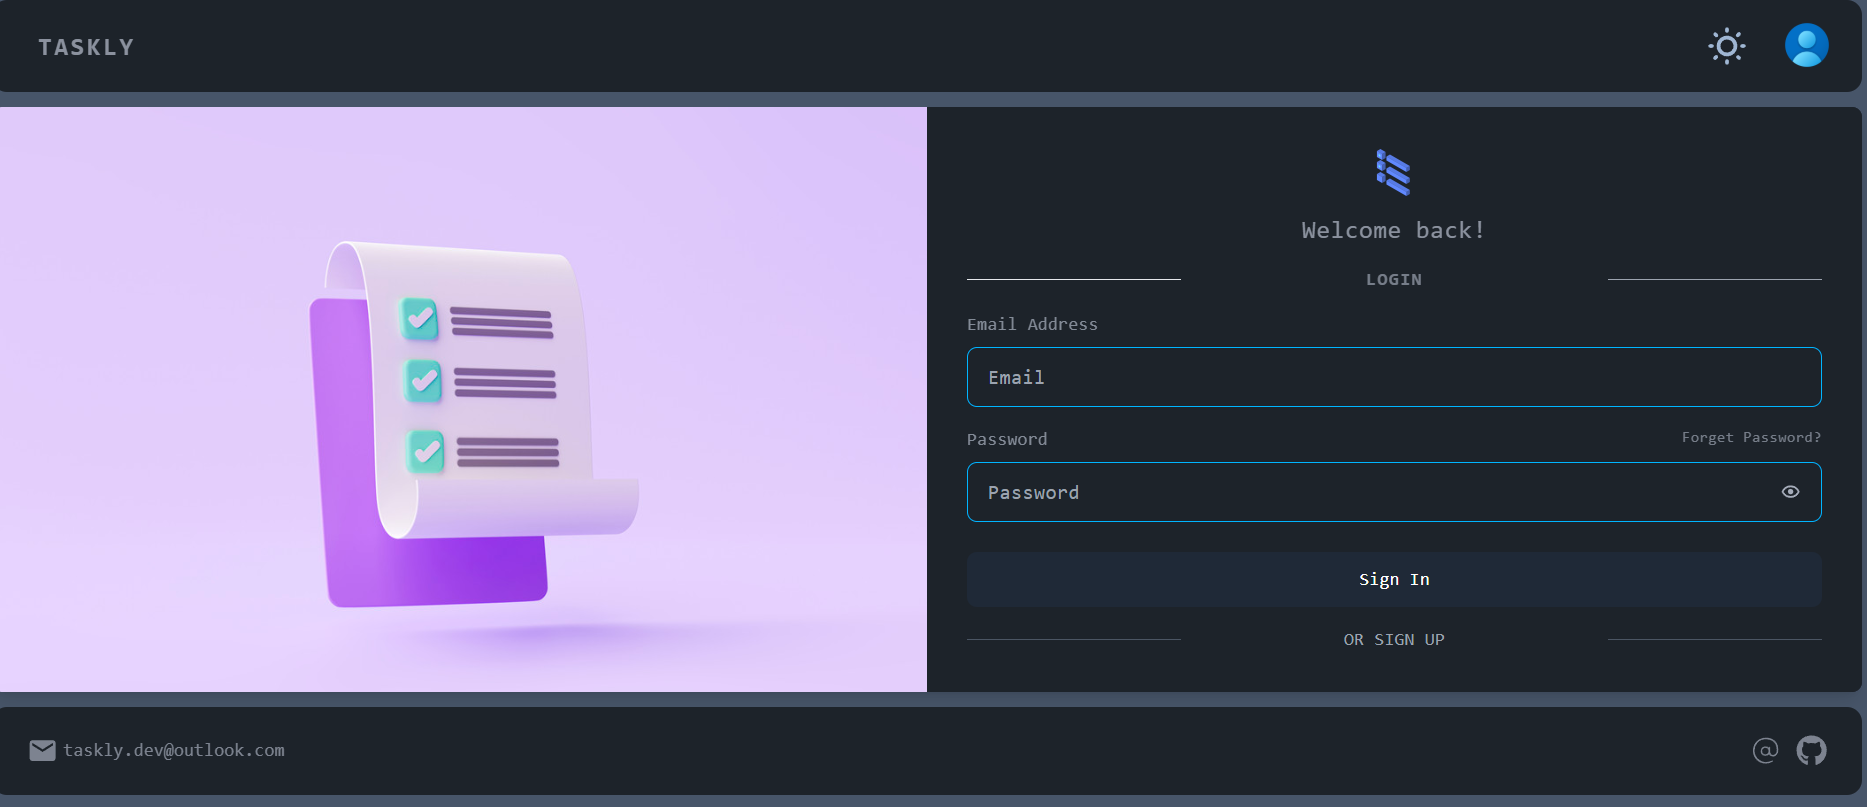 TASKLY
Welcome back!
LOGIN
Email Address
Email
Password
Forget Password?
Password
Sign In
OR SIGN UP
taskly.dev@outlook.com